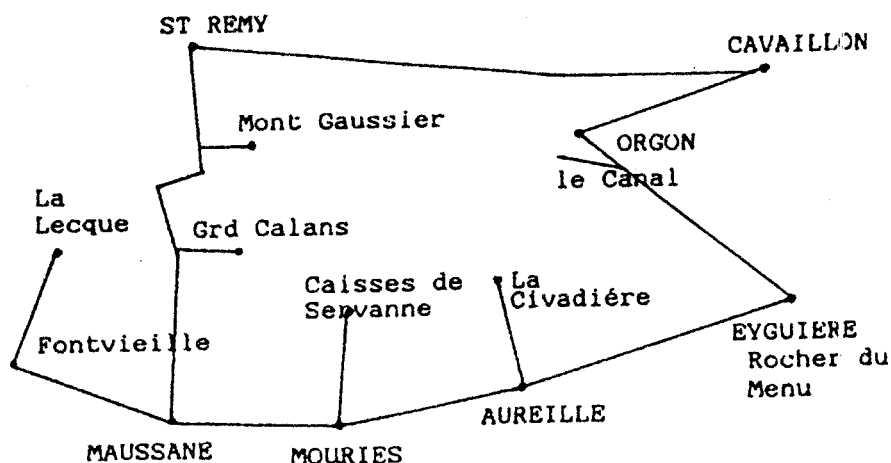 ST REMY
CAVAILLON
Mont Gaussier
ORGON
le Canal
La
Lecque
Grd Calans
Caisses de
Servanne
La
Civadiére
Fontvieille
EYGUIERE
Rocher du
Menu
AUREILLE
MAUSSANE
MOURIES